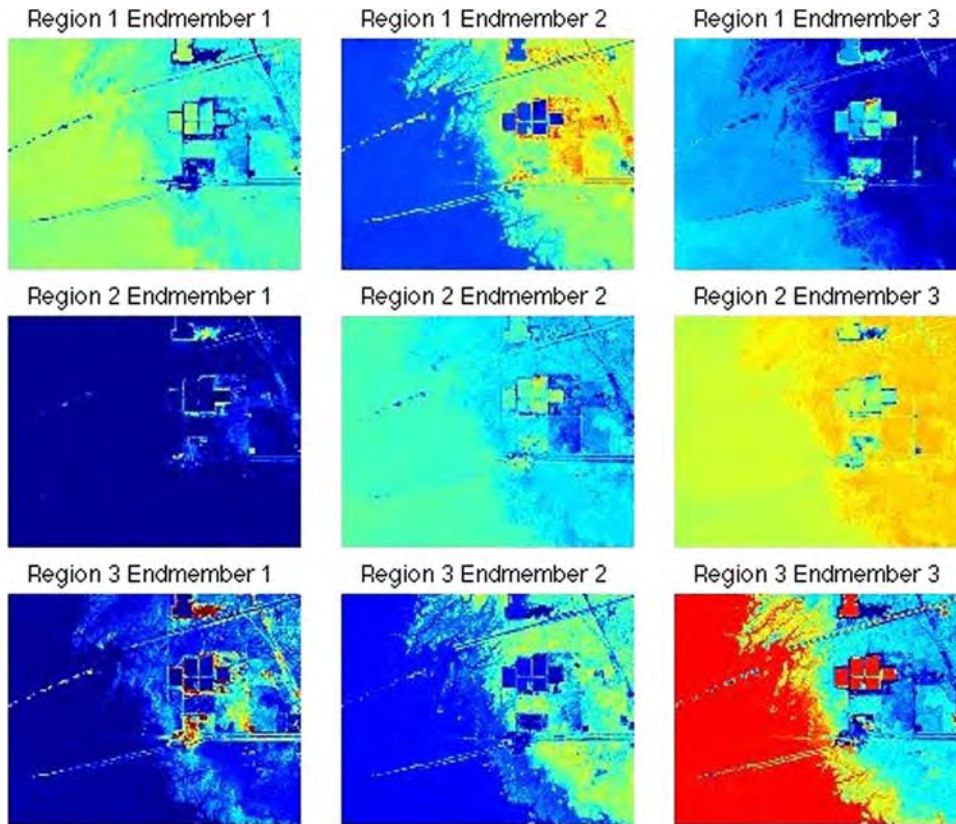 Region 1 Endmember 1
Region 1 Endmember 2
Region 1 Endmember 3
Region 2 Endmember 1
Region 2 Endmember 2
Region 2 Endmember 3
Region 3 Endmember 1
Region 3 Endmember 2
Region 3 Endmember 3